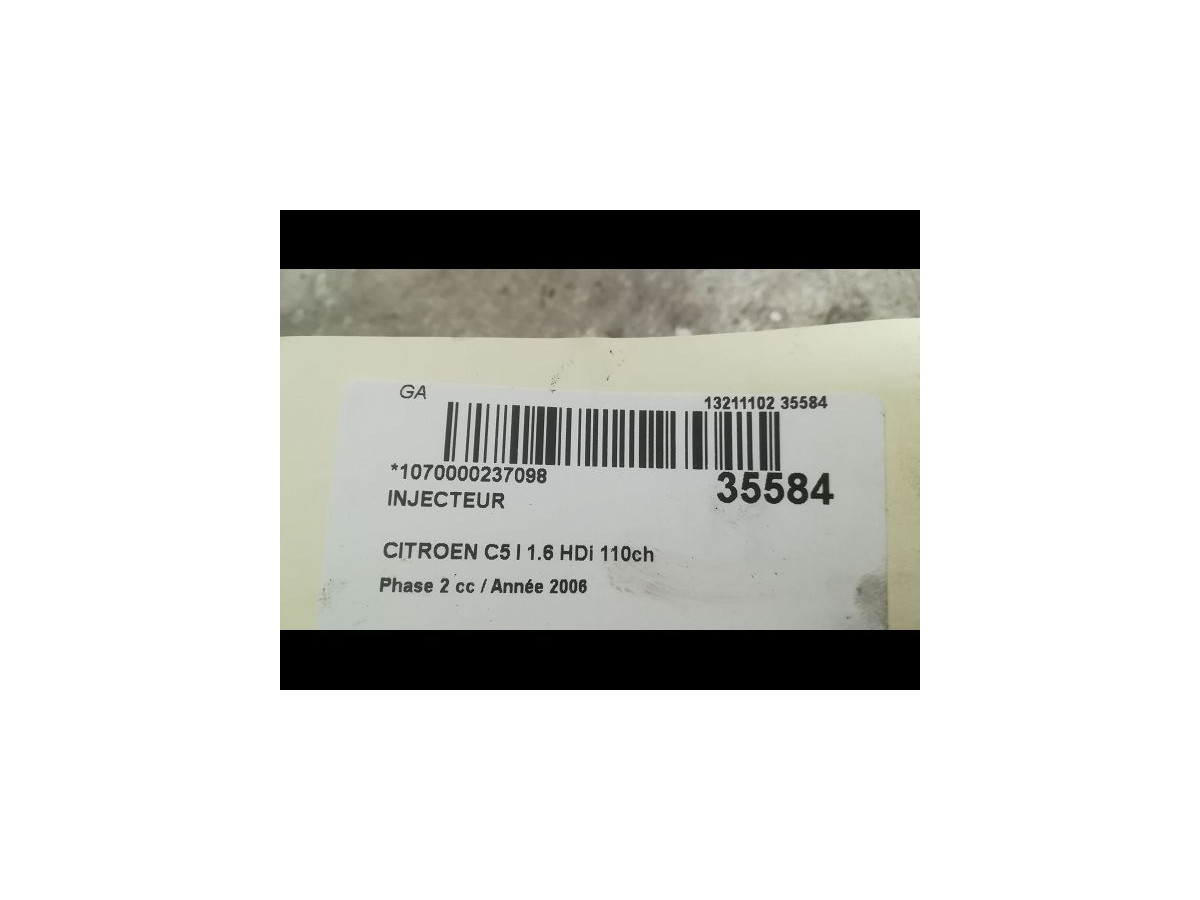 GA
13211102 35584
*1070000237098
35584
INJECTEUR
CITROEN C5 I 1.6 HDi 110ch
Phase 2 cc / Année 2006